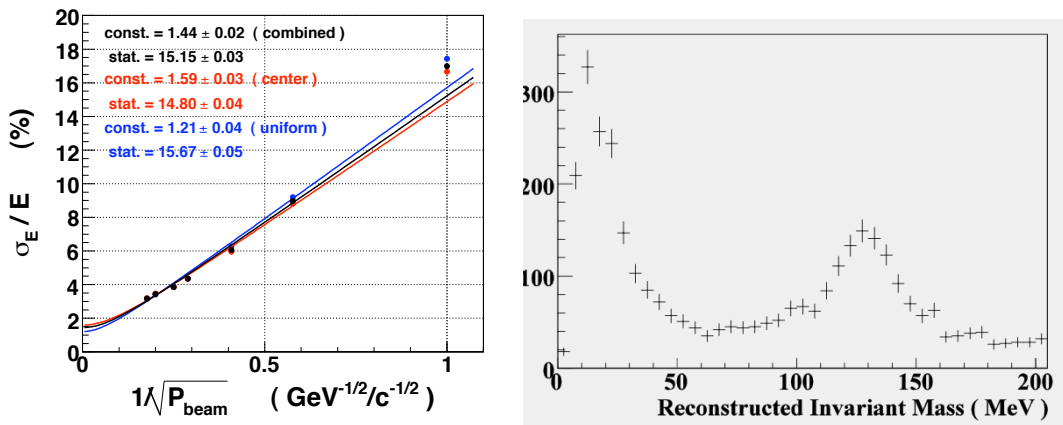 const. = 1.44 ± 0.02 ( combined )
stat. = 15.15 ± 0.03
const. = 1.59 ± 0.03 ( center )
stat. = 14.80 ± 0.04
const. = 1.21 ± 0.04 ( uniform )
stat. = 15.67 ± 0.05
σE / E (%)
20
18
16
14
12
10
8
6
4
2
0
0 0.5 1
1/√Pbeam ( GeV-1/2/c-1/2 )
300
200
100
0
0 50 100 150 200
Reconstructed Invariant Mass ( MeV )